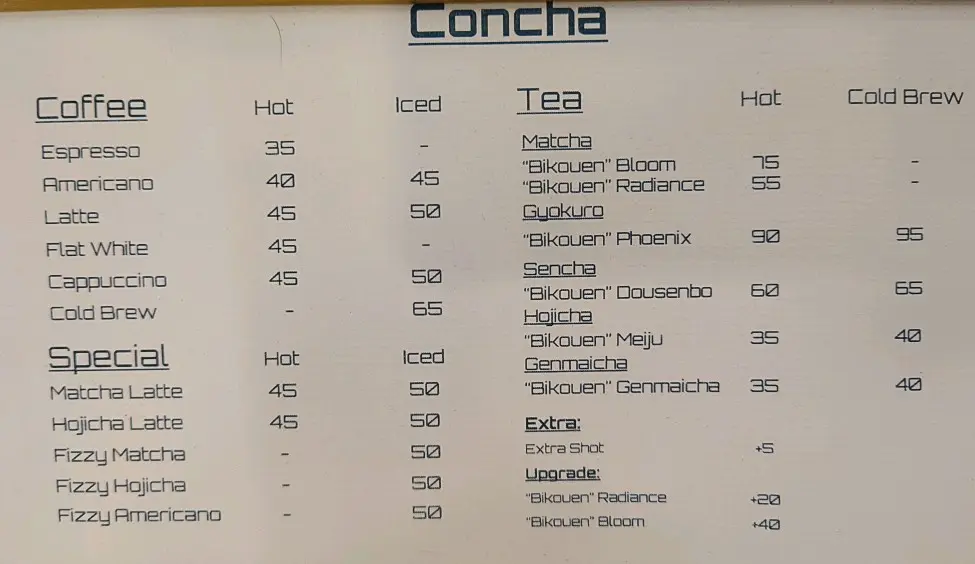 Concha
Coffee Hot Iced
Espresso 35 -
Americano 40 45
Latte 45 50
Flat White 45 -
Cappuccino 45 50
Cold Brew - 65
Special Hot Iced
Matcha Latte 45 50
Hojicha Latte 45 50
Fizzy Matcha - 50
Fizzy Hojicha - 50
Fizzy Americano - 50
Tea Hot Cold Brew
Matcha
"Bikouen" Bloom 75 -
"Bikouen" Radiance 55 -
Gyokuro
"Bikouen" Phoenix 90 95
Sencha
"Bikouen" Dousenbo 60 65
Hojicha
"Bikouen" Meiju 35 40
Genmaicha
"Bikouen" Genmaicha 35 40
Extra:
Extra Shot +5
Upgrade:
"Bikouen" Radiance +20
"Bikouen" Bloom +40